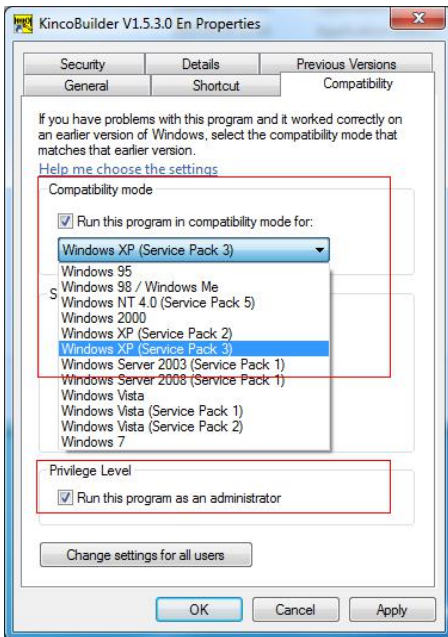 KincoBuilder V1.5.3.0 En Properties
Security Details Previous Versions
General Shortcut Compatibility
If you have problems with this program and it worked correctly on
an earlier version of Windows, select the compatibility mode that
matches that earlier version.
Help me choose the settings
Compatibility mode
Run this program in compatibility mode for:
Windows XP (Service Pack 3)
Windows 95
Windows 98 / Windows Me
S
Windows NT 4.0 (Service Pack 5)
Windows 2000
Windows XP (Service Pack 2)
Windows XP (Service Pack 3)
Windows Server 2003 (Service Pack 1)
Windows Server 2008 (Service Pack 1)
Windows Vista
Windows Vista (Service Pack 1)
Windows Vista (Service Pack 2)
Windows 7
Privilege Level
Run this program as an administrator
Change settings for all users
OK Cancel Apply